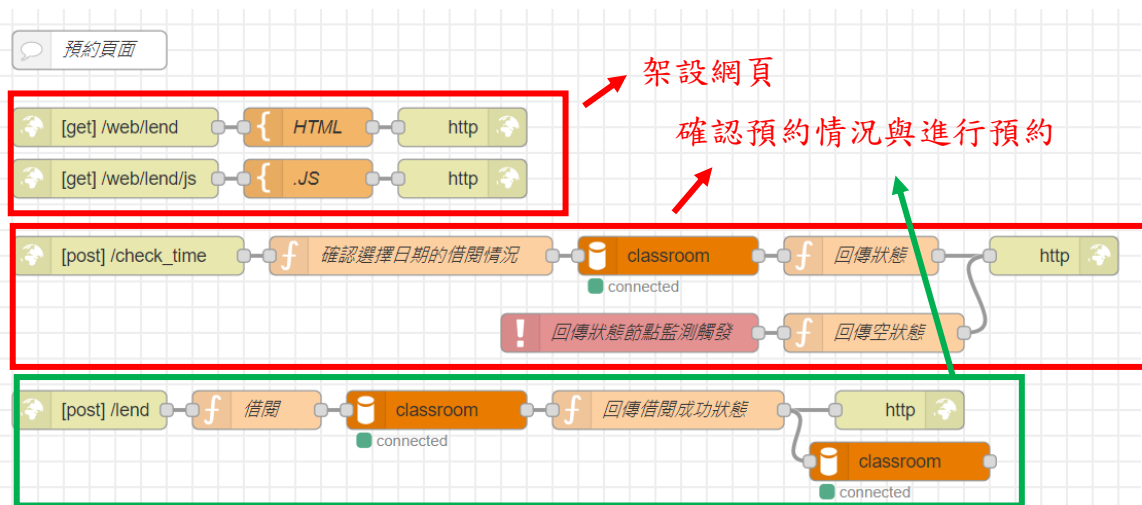 預約頁面
架設網頁
[get] /web/lend HTML http
確認預約情況與進行預約
[get] /web/lend/js .JS http
[post] /check_time 確認選擇日期的借閱情況 classroom 回傳狀態 http
connected
回傳狀態節點監測觸發 回傳空狀態
[post] /lend 借閱 classroom 回傳借閱成功狀態 http
connected
classroom
connected